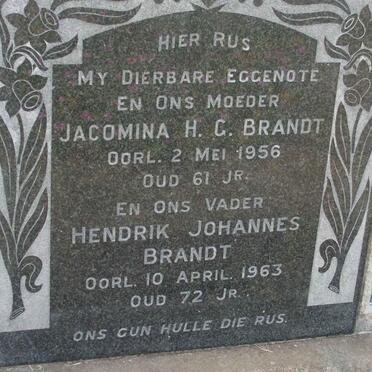 HIER RUS
MY DIERBARE EGGENOTE
EN ONS MOEDER
JACOMINA H. C. BRANDT
OORL. 2 MEI 1956
OUD 61 JR.
EN ONS VADER
HENDRIK JOHANNES
BRANDT
OORL. 10 APRIL. 1963
OUD 72 JR.
ONS GUN HULLE DIE RUS.